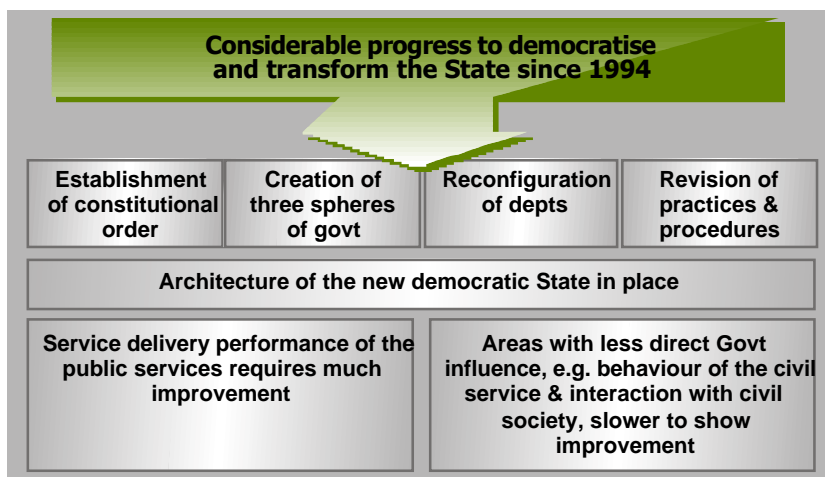 Considerable progress to democratise
and transform the State since 1994
Establishment
of constitutional
order
Creation of
three spheres
of govt
Reconfiguration
of depts
Revision of
practices &
procedures
Architecture of the new democratic State in place
Service delivery performance of the
public services requires much
improvement
Areas with less direct Govt
influence, e.g. behaviour of the civil
service & interaction with civil
society, slower to show
improvement